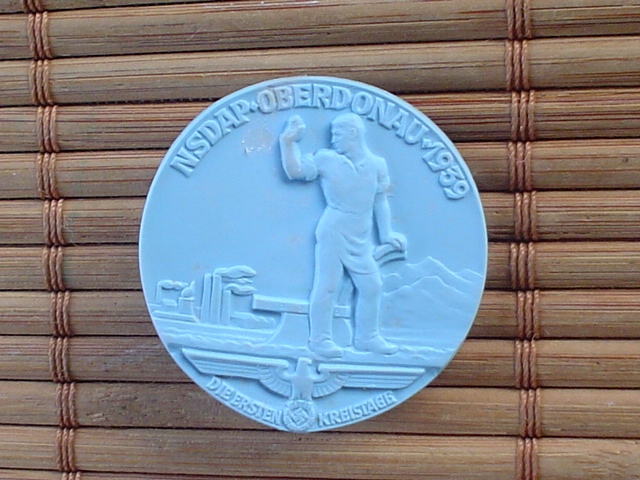 NSDAP·OBERDONAU·1939
DIE ERSTEN KREISTAGE